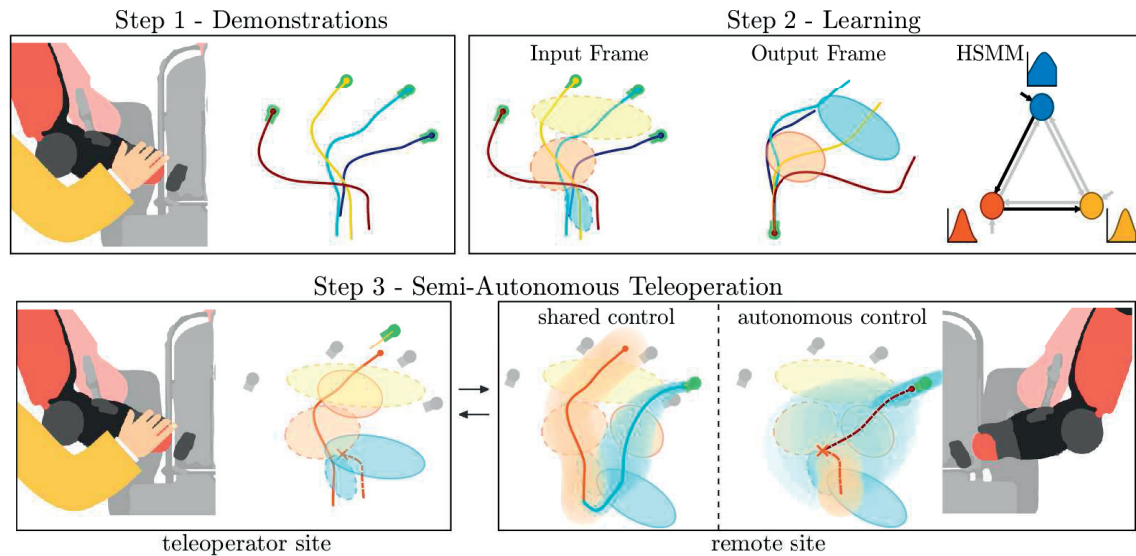 Step 1 - Demonstrations
Step 2 - Learning
Input Frame
Output Frame
HSMM
Step 3 - Semi-Autonomous Teleoperation
shared control
autonomous control
teleoperator site
remote site